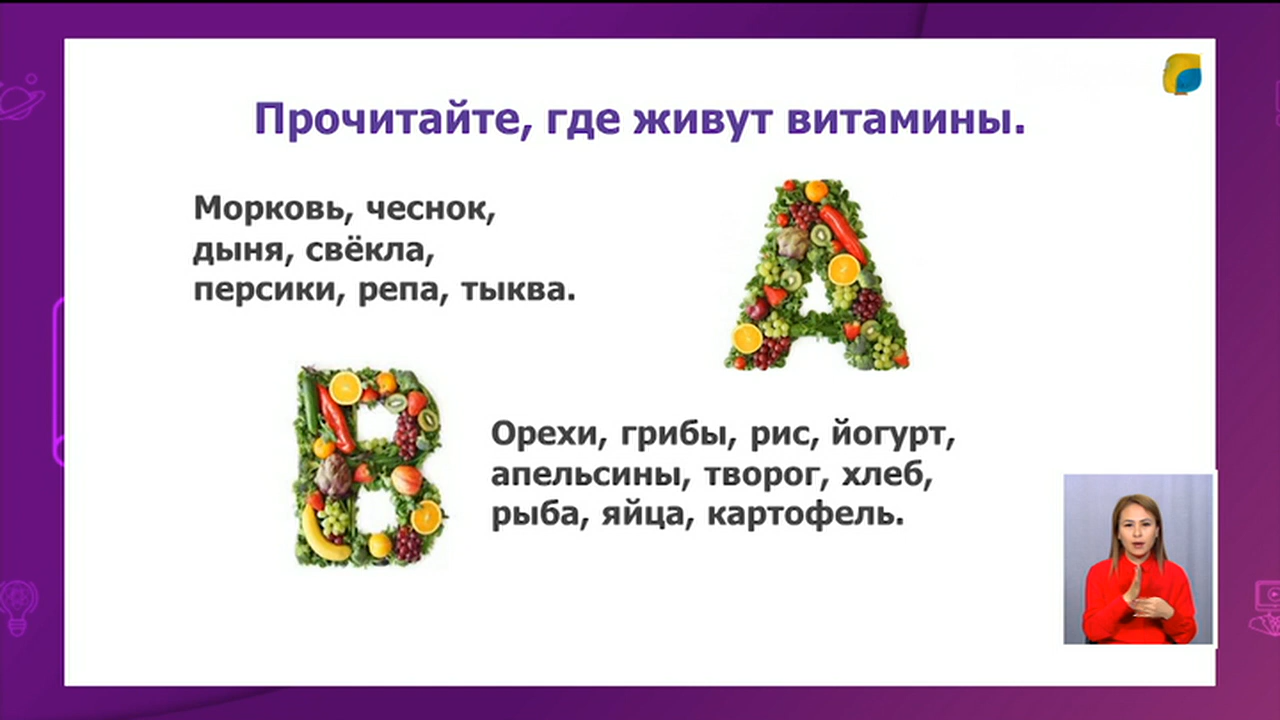 Прочитайте, где живут витамины.
Морковь, чеснок,
дыня, свёкла,
персики, репа, тыква.
А
В
Орехи, грибы, рис, йогурт,
апельсины, творог, хлеб,
рыба, яйца, картофель.